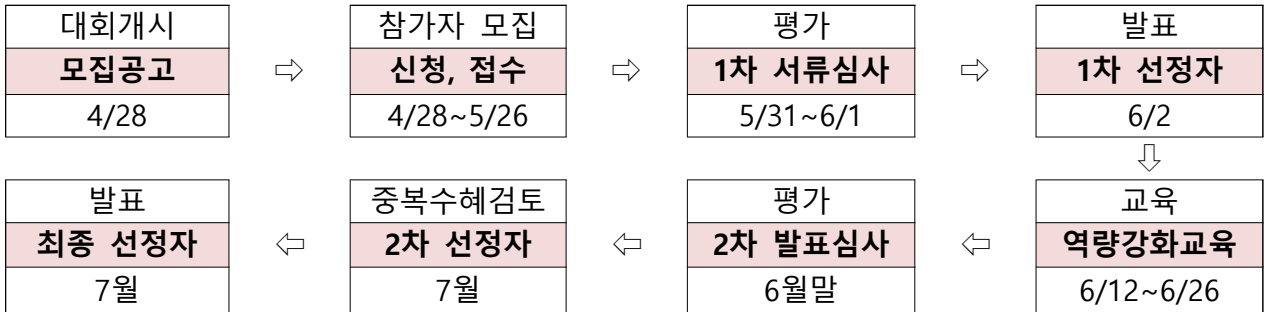 대회개시
모집공고
4/28
⇨
참가자 모집
신청, 접수
4/28~5/26
⇨
평가
1차 서류심사
5/31~6/1
⇨
발표
1차 선정자
6/2
⇩
교육
역량강화교육
6/12~6/26
⇦
평가
2차 발표심사
6월말
⇦
중복수혜검토
2차 선정자
7월
⇦
발표
최종 선정자
7월